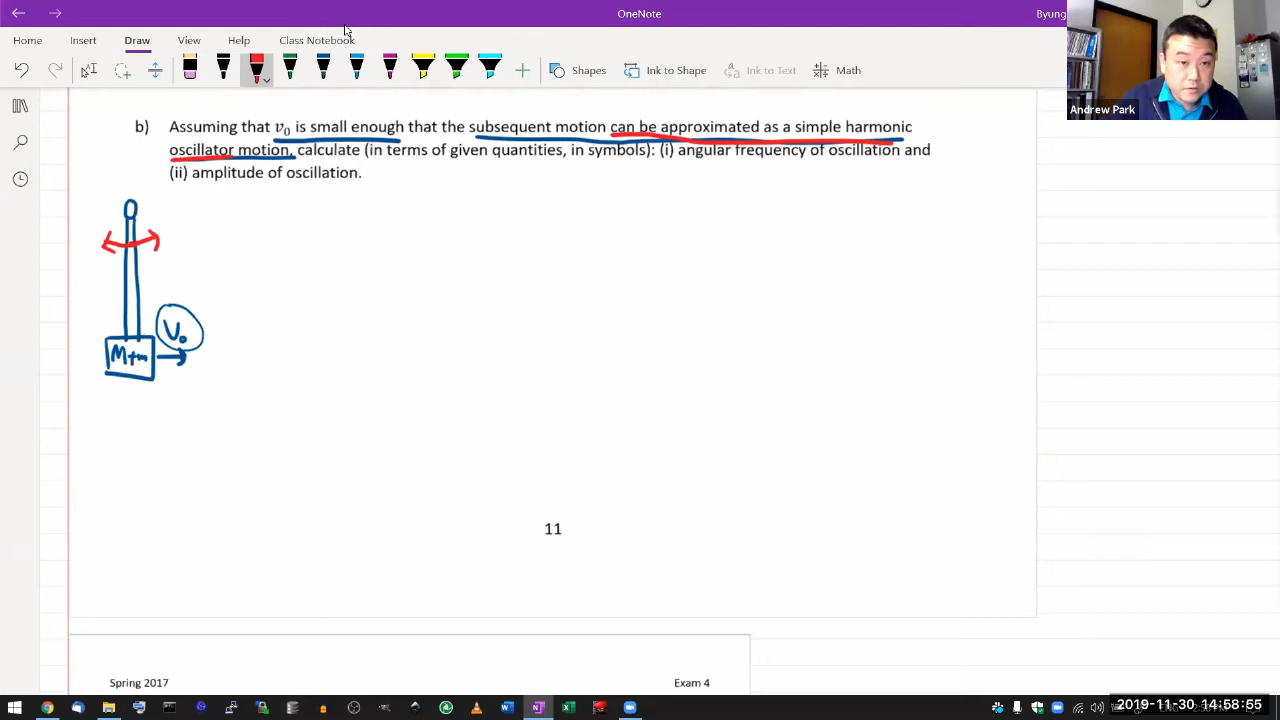 OneNote
Byung
Home Insert Draw View Help Class Notebook
Shapes Ink to Shape Ink to Text Math
Andrew Park
b) Assuming that v₀ is small enough that the subsequent motion can be approximated as a simple harmonic
oscillator motion, calculate (in terms of given quantities, in symbols): (i) angular frequency of oscillation and
(ii) amplitude of oscillation.
V₀
M+m
11
Spring 2017 Exam 4
2019-11-30 14:58:55